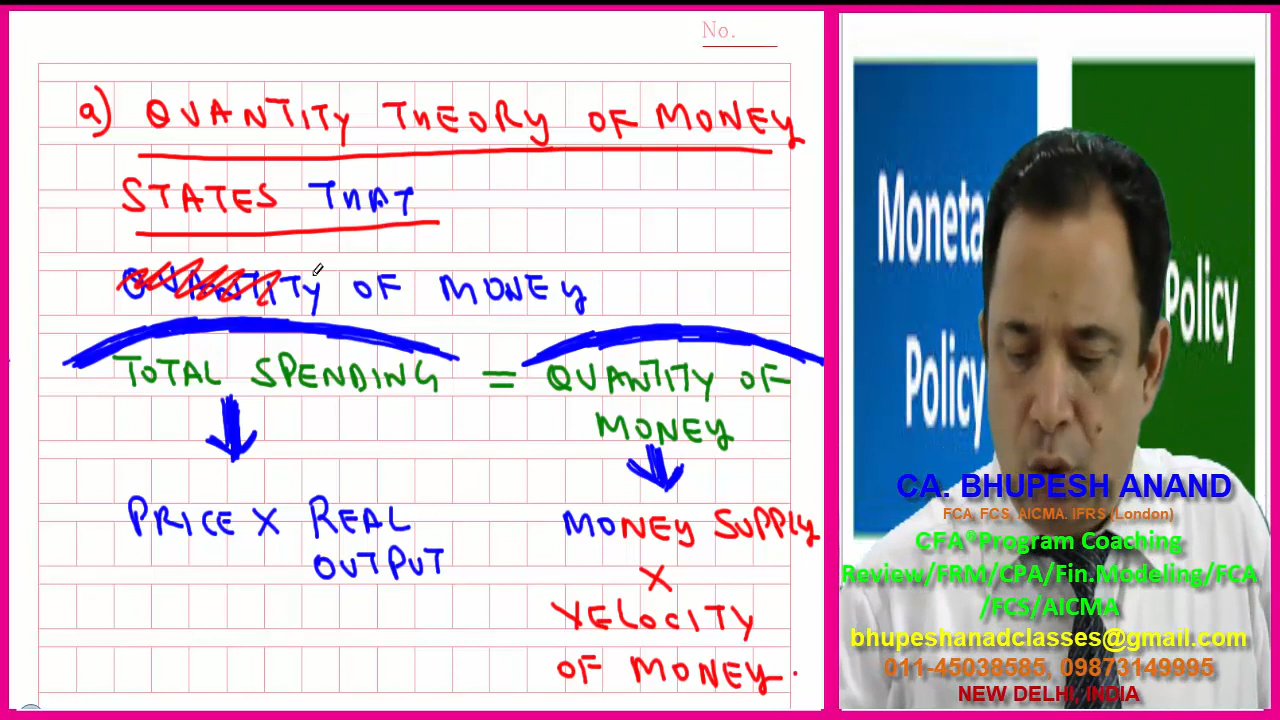 No.
a) QUANTITY THEORY OF MONEY
STATES THAT
QUANTITY OF MONEY
TOTAL SPENDING = QUANTITY OF
MONEY
PRICE X REAL
OUTPUT
MONEY SUPPLY
X
VELOCITY
OF MONEY.
Moneta
Policy
Policy
CA. BHUPESH ANAND
FCA, FCS, AICMA. IFRS (London)
CFA®Program Coaching
Review/FRM/CPA/Fin.Modeling/FCA
/FCS/AICMA
bhupeshanadclasses@gmail.com
011-45038585, 09873149995
NEW DELHI, INDIA